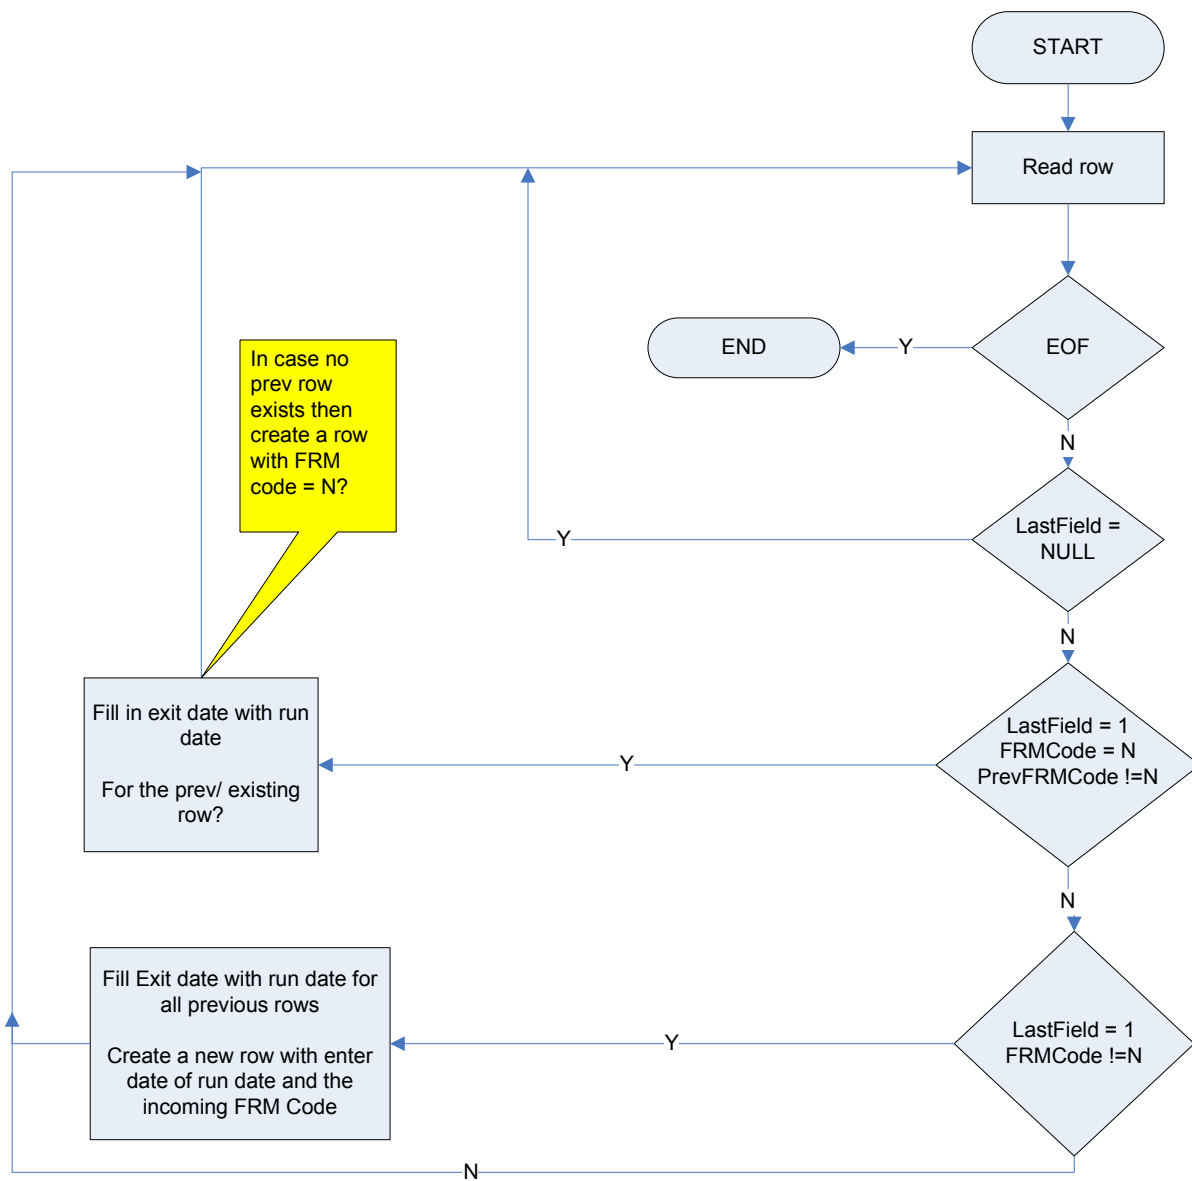 START
Read row
EOF
Y
END
N
In case no
prev row
exists then
create a row
with FRM
code = N?
LastField =
NULL
Y
N
Fill in exit date with run
date
For the prev/ existing
row?
LastField = 1
FRMCode = N
PrevFRMCode !=N
Y
N
Fill Exit date with run date for
all previous rows
Create a new row with enter
date of run date and the
incoming FRM Code
LastField = 1
FRMCode !=N
Y
N